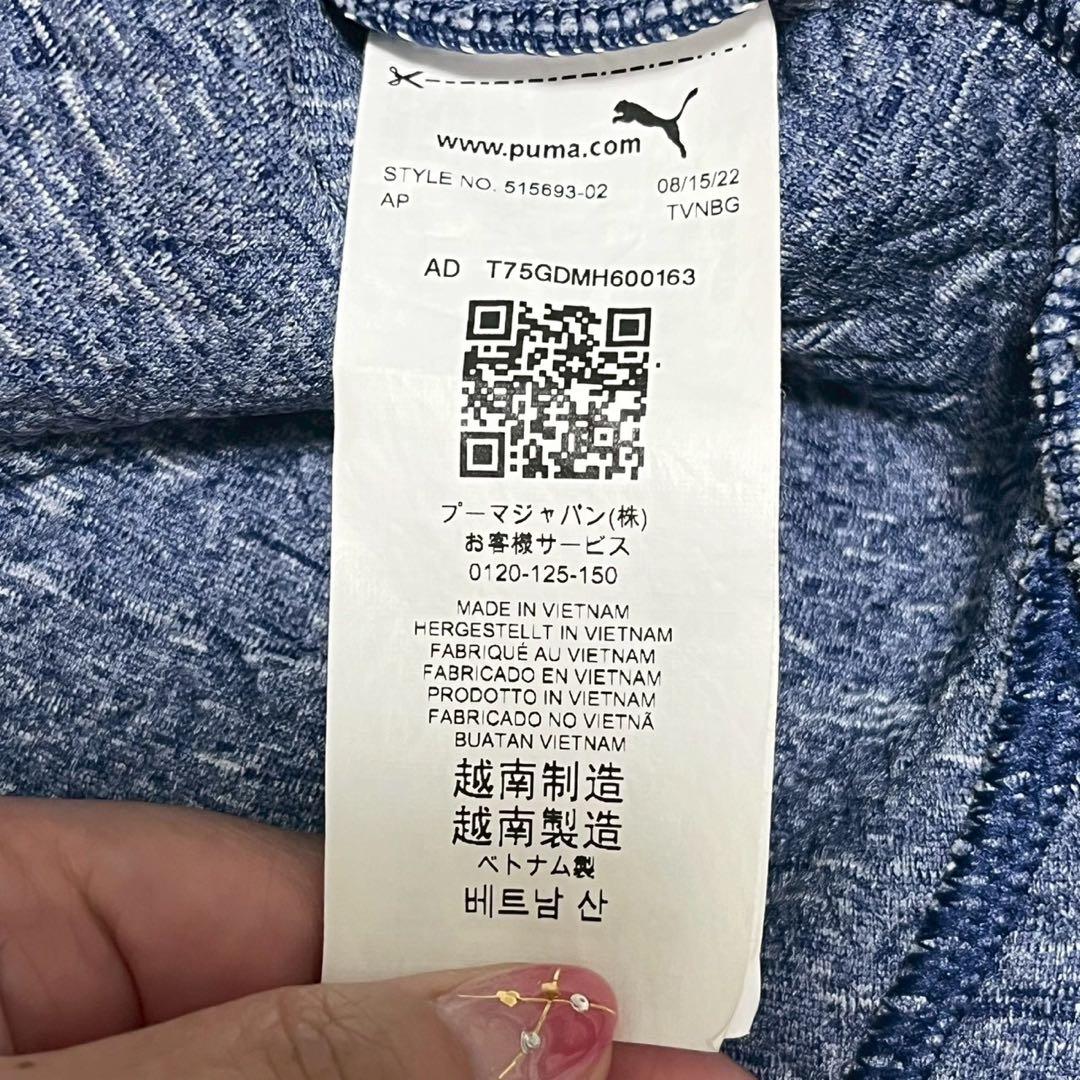 www.puma.com
STYLE NO. 515693-02 08/15/22
AP TVNBG
AD T75GDMH600163
プーマジャパン(株)
お客様サービス
0120-125-150
MADE IN VIETNAM
HERGESTELLT IN VIETNAM
FABRIQUÉ AU VIETNAM
FABRICADO EN VIETNAM
PRODOTTO IN VIETNAM
FABRICADO NO VIETNÃ
BUATAN VIETNAM
越南制造
越南製造
ベトナム製
베트남 산